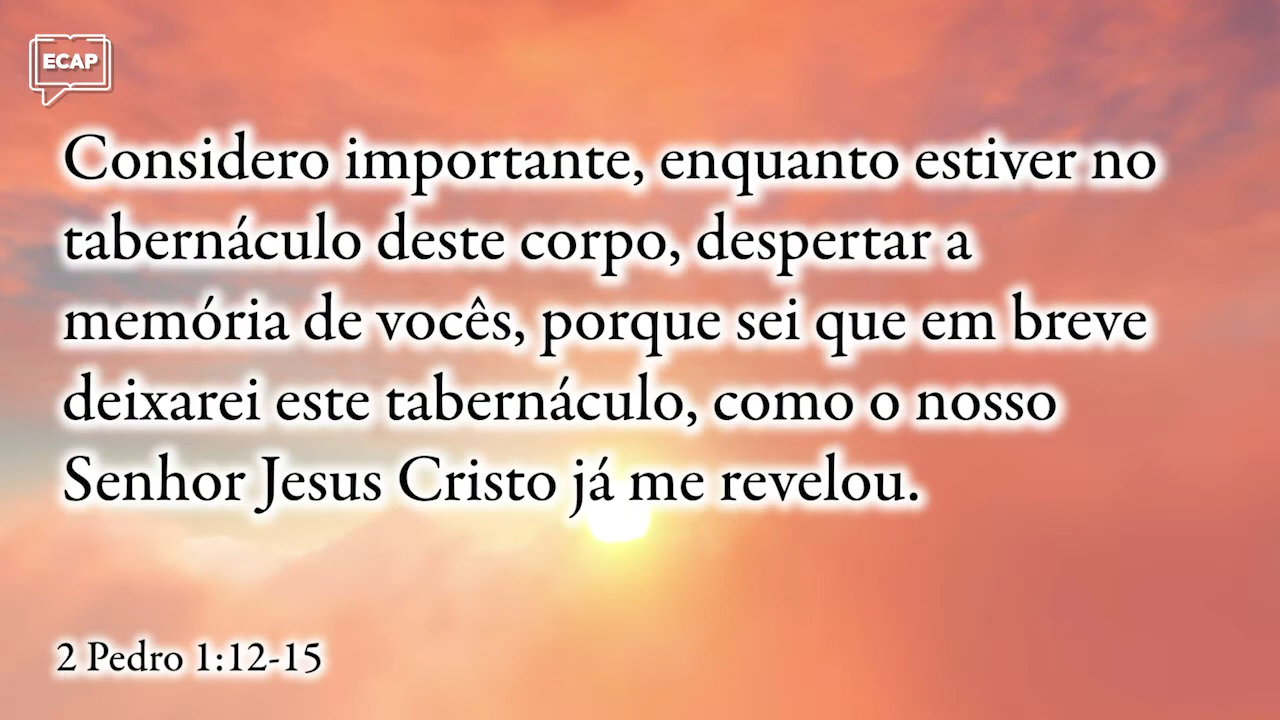 ECAP
Considero importante, enquanto estiver no
tabernáculo deste corpo, despertar a
memória de vocês, porque sei que em breve
deixarei este tabernáculo, como o nosso
Senhor Jesus Cristo já me revelou.
2 Pedro 1:12-15